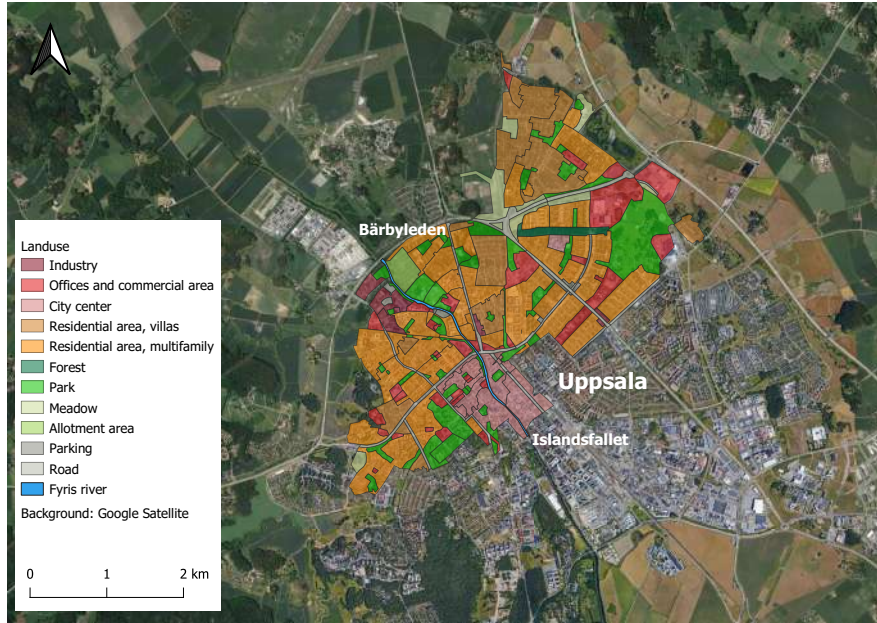 Bärbyleden
Uppsala
Islandsfallet
Landuse
Industry
Offices and commercial area
City center
Residential area, villas
Residential area, multifamily
Forest
Park
Meadow
Allotment area
Parking
Road
Fyris river
Background: Google Satellite
0 1 2 km